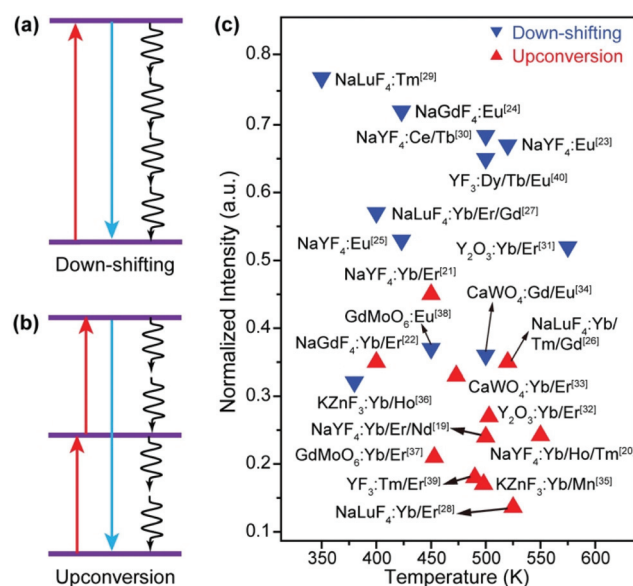 (a)
Down-shifting
(b)
Upconversion
(c)
Down-shifting
Upconversion
Normalized Intensity (a.u.)
0.8
0.7
0.6
0.5
0.4
0.3
0.2
0.1
NaLuF₄:Tm[29]
NaGdF₄:Eu[24]
NaYF₄:Ce/Tb[30]
NaYF₄:Eu[23]
YF₃:Dy/Tb/Eu[40]
NaLuF₄:Yb/Er/Gd[27]
NaYF₄:Eu[25]
Y₂O₃:Yb/Er[31]
NaYF₄:Yb/Er[21]
CaWO₄:Gd/Eu[34]
GdMoO₆:Eu[38]
NaLuF₄:Yb/
Tm/Gd[26]
NaGdF₄:Yb/Er[22]
CaWO₄:Yb/Er[33]
KZnF₃:Yb/Ho[36]
Y₂O₃:Yb/Er[32]
NaYF₄:Yb/Er/Nd[19]
GdMoO₆:Yb/Er[37]
NaYF₄:Yb/Ho/Tm[20]
YF₃:Tm/Er[39]
KZnF₃:Yb/Mn[35]
NaLuF₄:Yb/Er[28]
350 400 450 500 550 600
Temperature (K)